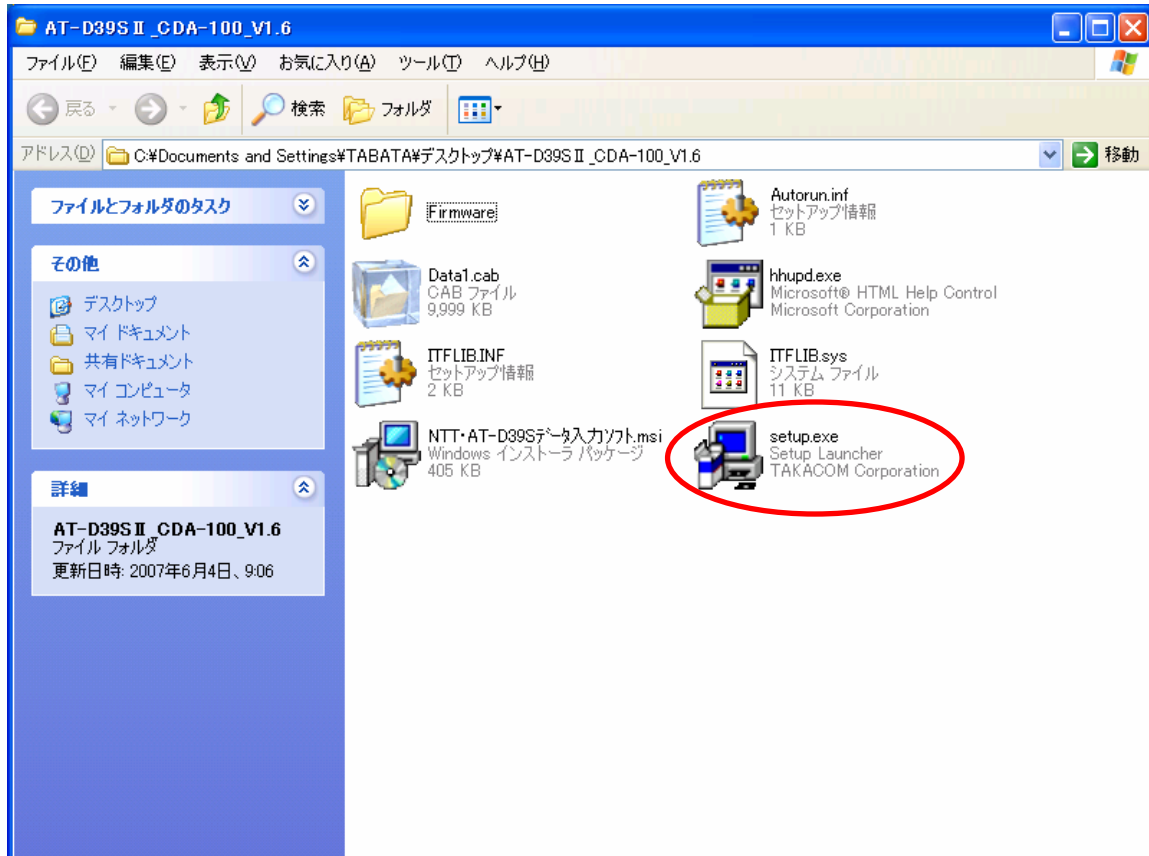 AT-D39SⅡ_CDA-100_V1.6
ファイル(F) 編集(E) 表示(V) お気に入り(A) ツール(T) ヘルプ(H)
戻る 検索 フォルダ
アドレス(D) C:¥Documents and Settings¥TABATA¥デスクトップ¥AT-D39SⅡ_CDA-100_V1.6 移動
ファイルとフォルダのタスク
その他
デスクトップ
マイ ドキュメント
共有ドキュメント
マイ コンピュータ
マイ ネットワーク
詳細
AT-D39SⅡ_CDA-100_V1.6
ファイル フォルダ
更新日時: 2007年6月4日、9:06
Firmware
Autorun.inf
セットアップ情報
1 KB
Data1.cab
CAB ファイル
9,999 KB
hhupd.exe
Microsoft® HTML Help Control
Microsoft Corporation
ITFLIB.INF
セットアップ情報
2 KB
ITFLIB.sys
システム ファイル
11 KB
NTT・AT-D39Sデータ入力ソフト.msi
Windows インストーラ パッケージ
405 KB
setup.exe
Setup Launcher
TAKACOM Corporation